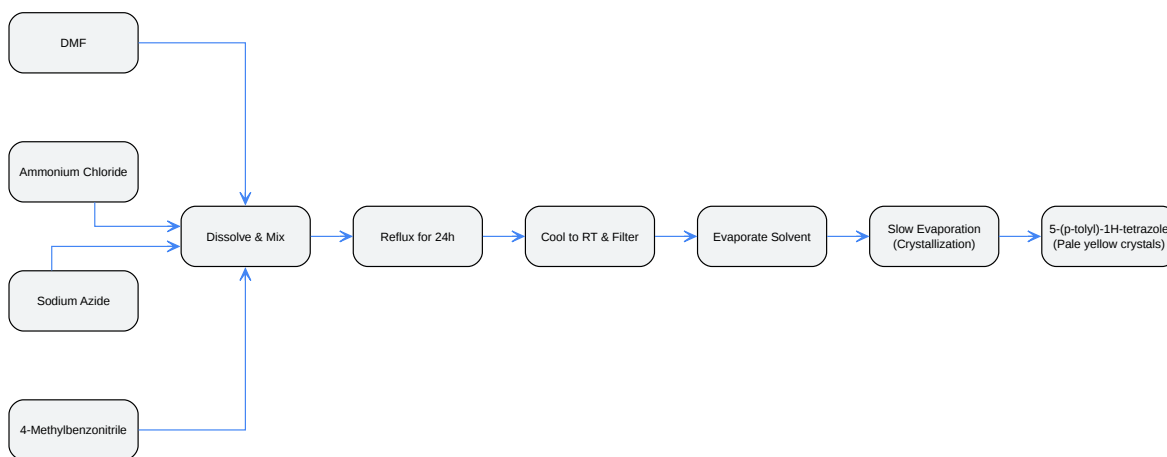 DMF
Ammonium Chloride
Sodium Azide
4-Methylbenzonitrile
Dissolve & Mix
Reflux for 24h
Cool to RT & Filter
Evaporate Solvent
Slow Evaporation
(Crystallization)
5-(p-tolyl)-1H-tetrazole
(Pale yellow crystals)